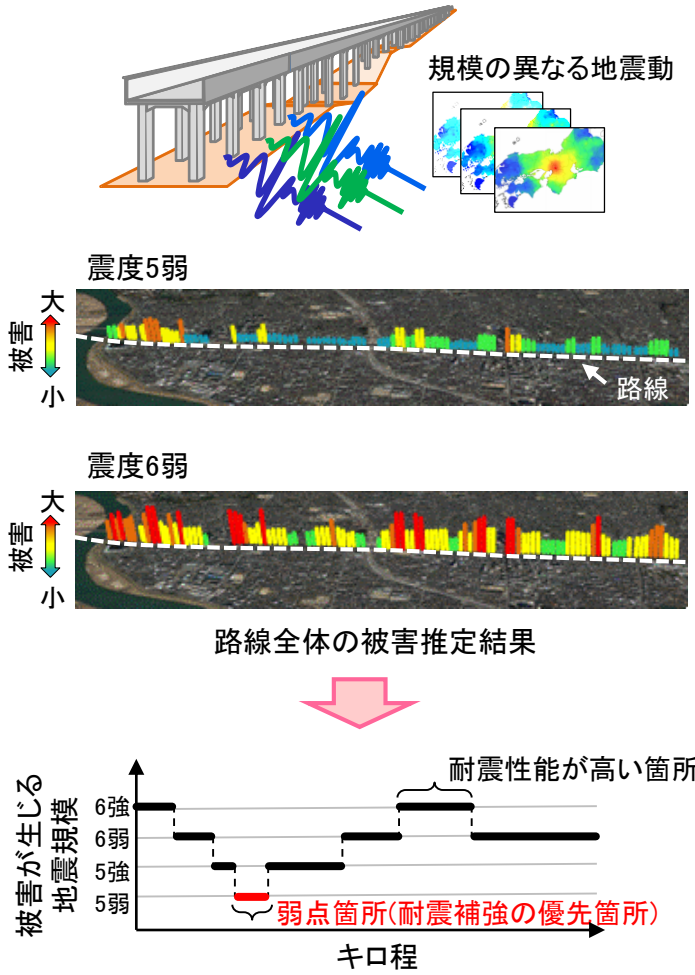 規模の異なる地震動
震度5弱
大
被害
小
路線
震度6弱
大
被害
小
路線全体の被害推定結果
耐震性能が高い箇所
被害が生じる
地震規模
6強
6弱
5強
5弱
弱点箇所(耐震補強の優先箇所)
キロ程